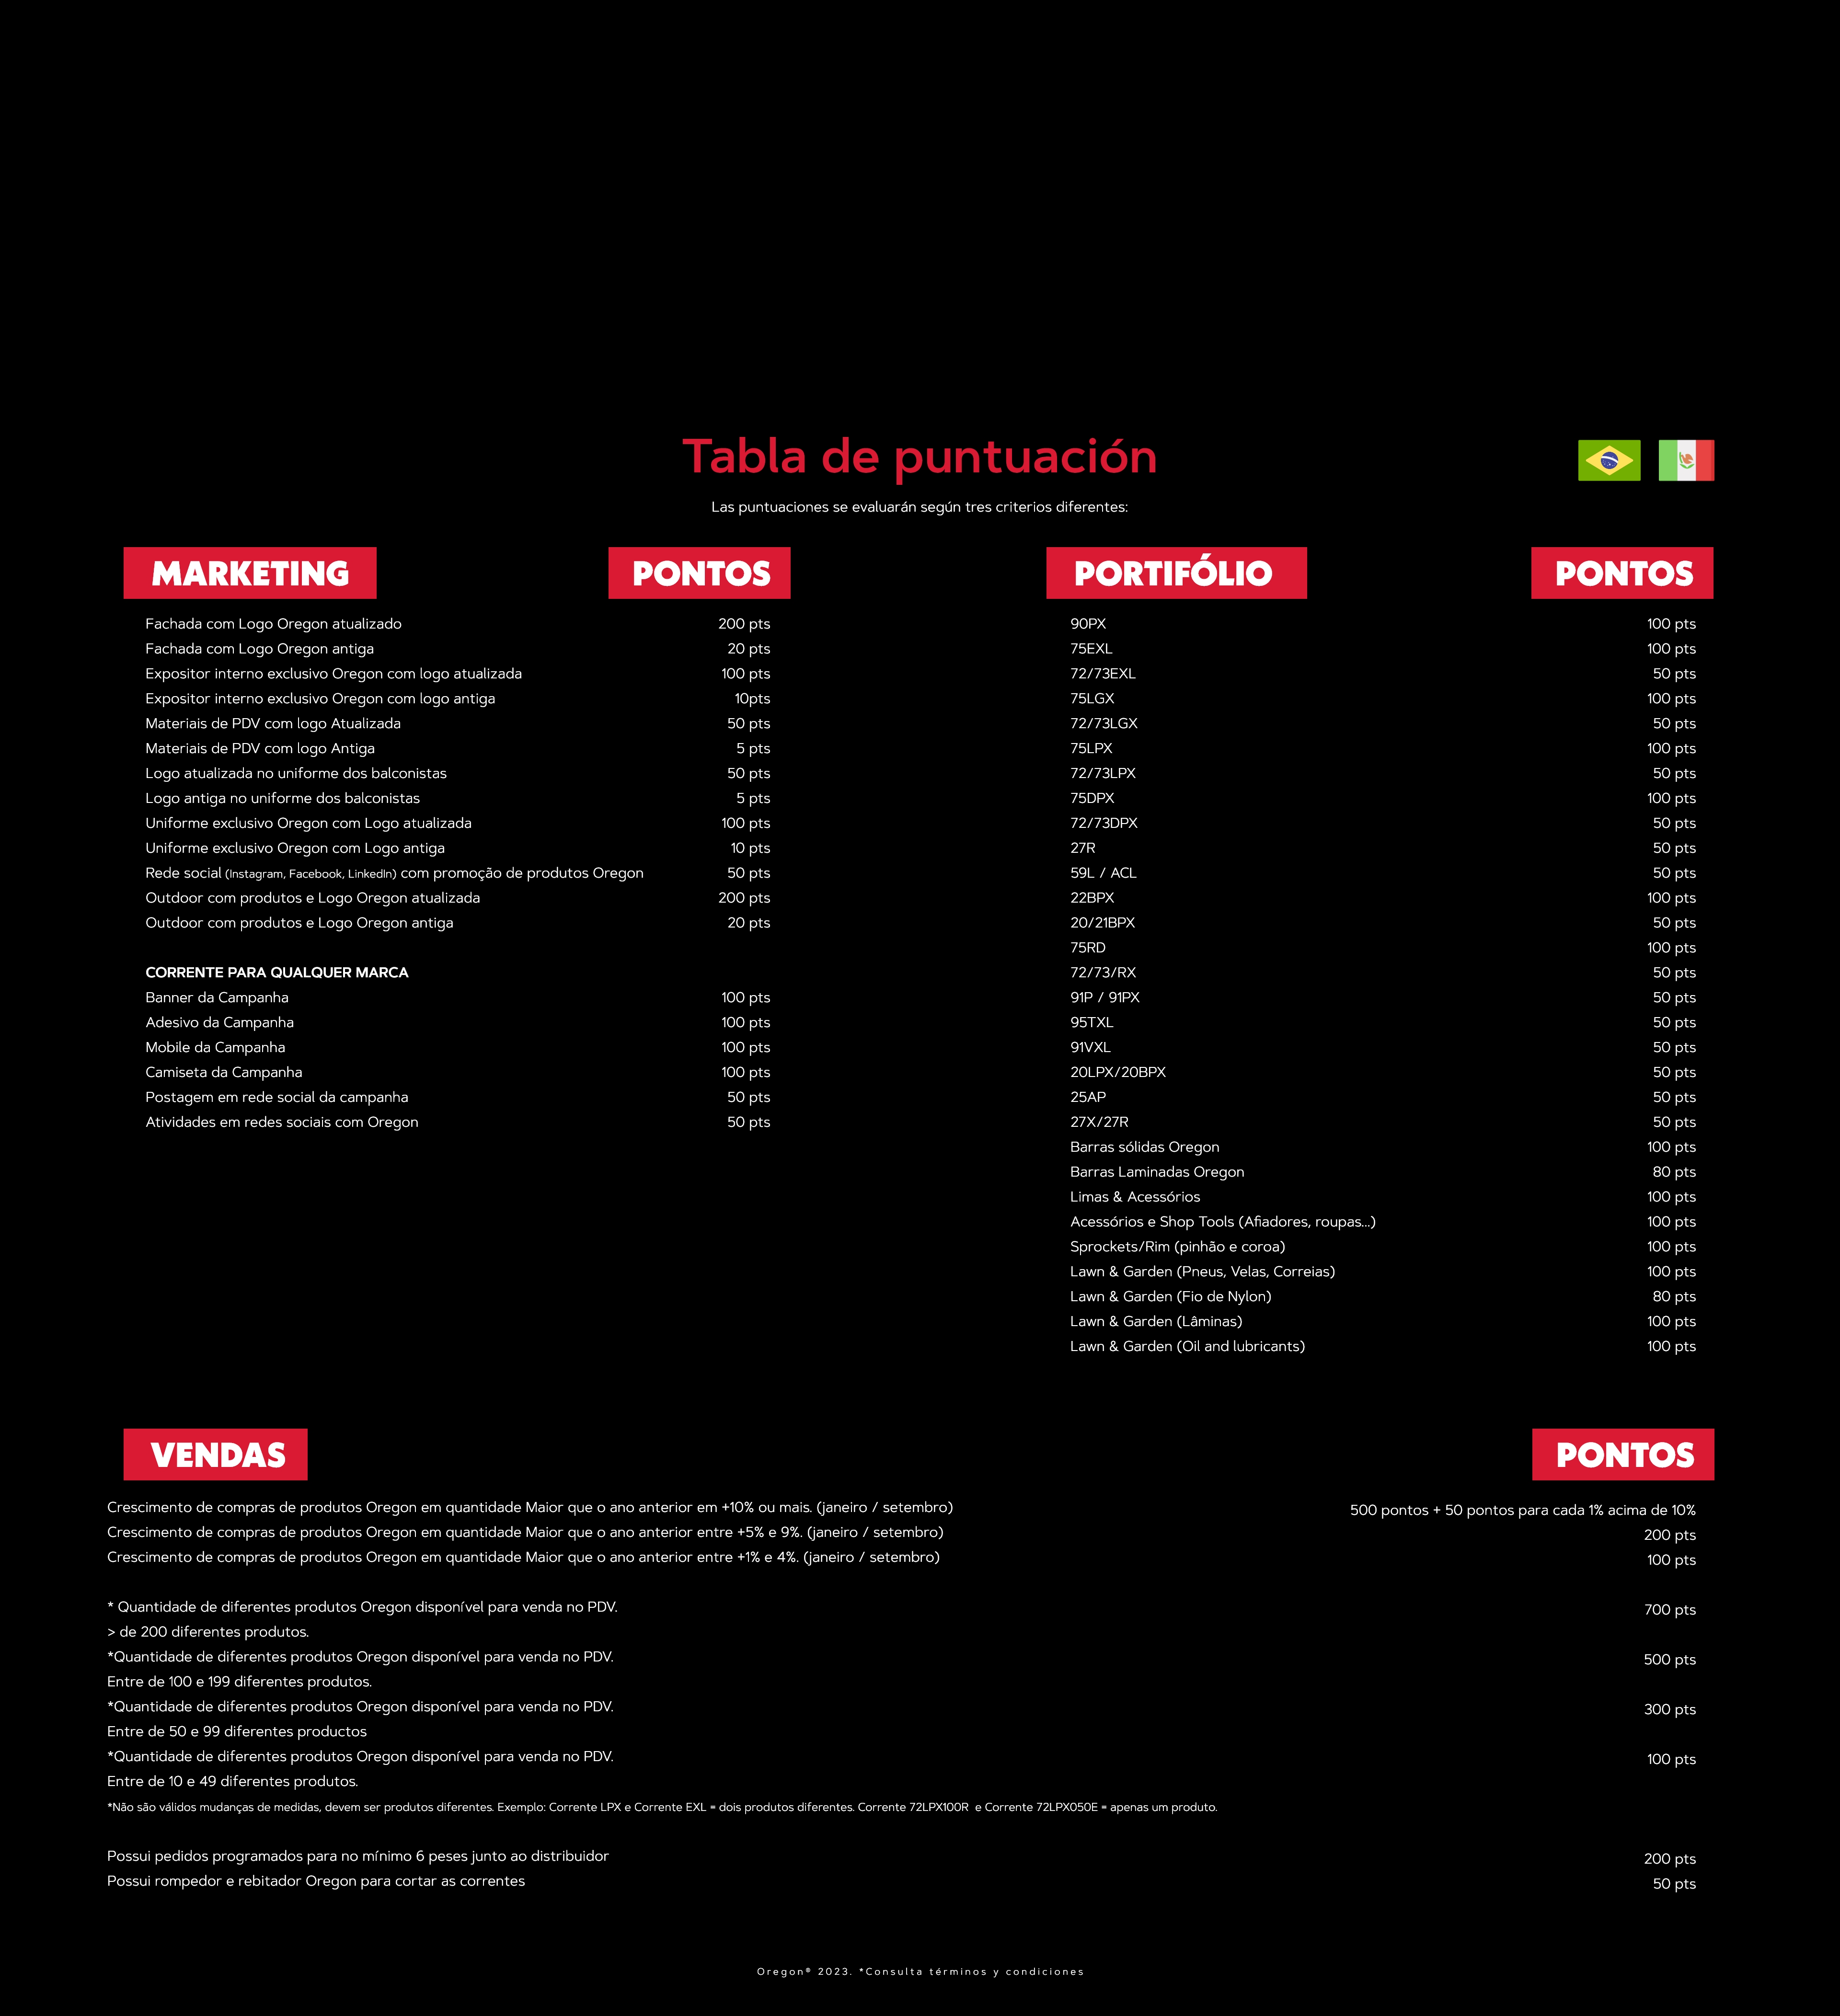 Tabla de puntuación
Las puntuaciones se evaluarán según tres criterios diferentes:
MARKETING PONTOS
Fachada com Logo Oregon atualizado 200 pts
Fachada com Logo Oregon antiga 20 pts
Expositor interno exclusivo Oregon com logo atualizada 100 pts
Expositor interno exclusivo Oregon com logo antiga 10pts
Materiais de PDV com logo Atualizada 50 pts
Materiais de PDV com logo Antiga 5 pts
Logo atualizada no uniforme dos balconistas 50 pts
Logo antiga no uniforme dos balconistas 5 pts
Uniforme exclusivo Oregon com Logo atualizada 100 pts
Uniforme exclusivo Oregon com Logo antiga 10 pts
Rede social (Instagram, Facebook, LinkedIn) com promoção de produtos Oregon 50 pts
Outdoor com produtos e Logo Oregon atualizada 200 pts
Outdoor com produtos e Logo Oregon antiga 20 pts
CORRENTE PARA QUALQUER MARCA
Banner da Campanha 100 pts
Adesivo da Campanha 100 pts
Mobile da Campanha 100 pts
Camiseta da Campanha 100 pts
Postagem em rede social da campanha 50 pts
Atividades em redes sociais com Oregon 50 pts
PORTIFÓLIO PONTOS
90PX 100 pts
75EXL 100 pts
72/73EXL 50 pts
75LGX 100 pts
72/73LGX 50 pts
75LPX 100 pts
72/73LPX 50 pts
75DPX 100 pts
72/73DPX 50 pts
27R 50 pts
59L / ACL 50 pts
22BPX 100 pts
20/21BPX 50 pts
75RD 100 pts
72/73/RX 50 pts
91P / 91PX 50 pts
95TXL 50 pts
91VXL 50 pts
20LPX/20BPX 50 pts
25AP 50 pts
27X/27R 50 pts
Barras sólidas Oregon 100 pts
Barras Laminadas Oregon 80 pts
Limas & Acessórios 100 pts
Acessórios e Shop Tools (Afiadores, roupas...) 100 pts
Sprockets/Rim (pinhão e coroa) 100 pts
Lawn & Garden (Pneus, Velas, Correias) 100 pts
Lawn & Garden (Fio de Nylon) 80 pts
Lawn & Garden (Lâminas) 100 pts
Lawn & Garden (Oil and lubricants) 100 pts
VENDAS PONTOS
Crescimento de compras de produtos Oregon em quantidade Maior que o ano anterior em +10% ou mais. (janeiro / setembro) 500 pontos + 50 pontos para cada 1% acima de 10%
Crescimento de compras de produtos Oregon em quantidade Maior que o ano anterior entre +5% e 9%. (janeiro / setembro) 200 pts
Crescimento de compras de produtos Oregon em quantidade Maior que o ano anterior entre +1% e 4%. (janeiro / setembro) 100 pts
* Quantidade de diferentes produtos Oregon disponível para venda no PDV. 700 pts
> de 200 diferentes produtos.
*Quantidade de diferentes produtos Oregon disponível para venda no PDV. 500 pts
Entre de 100 e 199 diferentes produtos.
*Quantidade de diferentes produtos Oregon disponível para venda no PDV. 300 pts
Entre de 50 e 99 diferentes productos
*Quantidade de diferentes produtos Oregon disponível para venda no PDV. 100 pts
Entre de 10 e 49 diferentes produtos.
*Não são válidos mudanças de medidas, devem ser produtos diferentes. Exemplo: Corrente LPX e Corrente EXL = dois produtos diferentes. Corrente 72LPX100R e Corrente 72LPX050E = apenas um produto.
Possui pedidos programados para no mínimo 6 peses junto ao distribuidor 200 pts
Possui rompedor e rebitador Oregon para cortar as correntes 50 pts
Oregon® 2023. *Consulta términos y condiciones